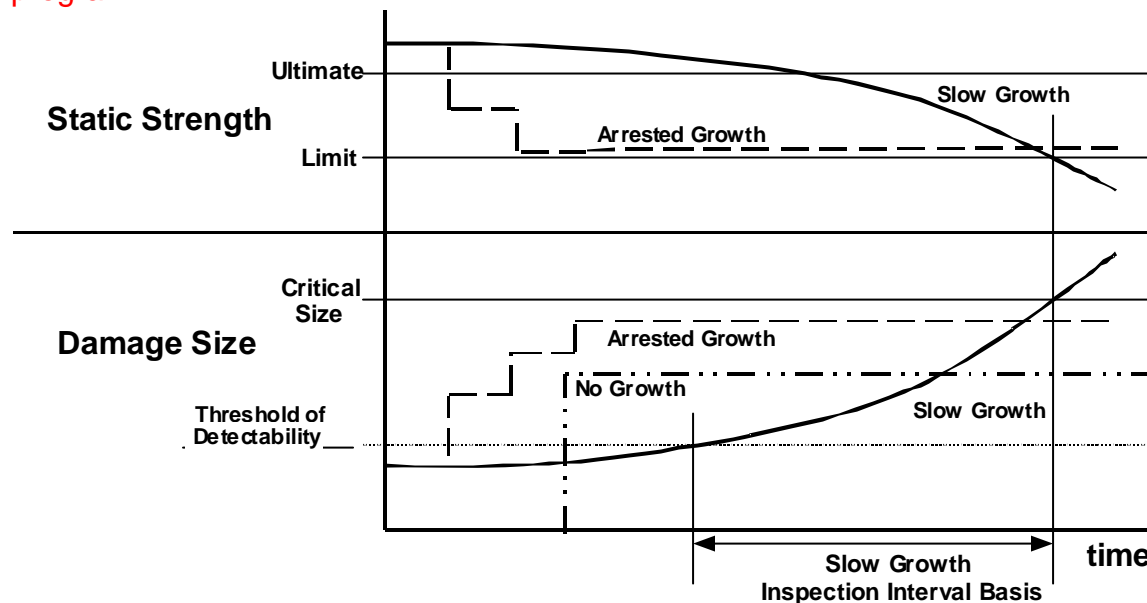 Ultimate
Static Strength
Slow Growth
Arrested Growth
Limit
Critical
Size
Damage Size
Arrested Growth
No Growth
Slow Growth
Threshold of
Detectability
time
Slow Growth
Inspection Interval Basis